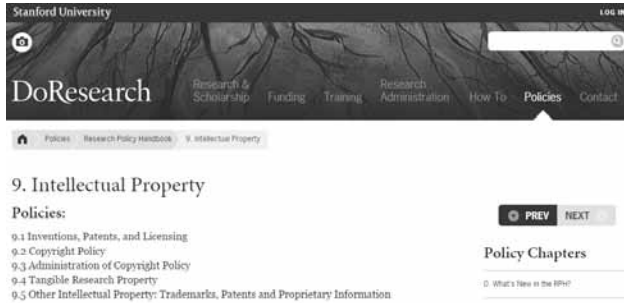 Stanford University
LOG IN
DoResearch
Research &
Scholarship
Funding
Training
Research
Administration
How To
Policies
Contact
Policies
Research Policy Handbook
9. Intellectual Property
9. Intellectual Property
Policies:
PREV
NEXT
9.1 Inventions, Patents, and Licensing
9.2 Copyright Policy
9.3 Administration of Copyright Policy
9.4 Tangible Research Property
9.5 Other Intellectual Property: Trademarks, Patents and Proprietary Information
Policy Chapters
0. What's New in the RPH?